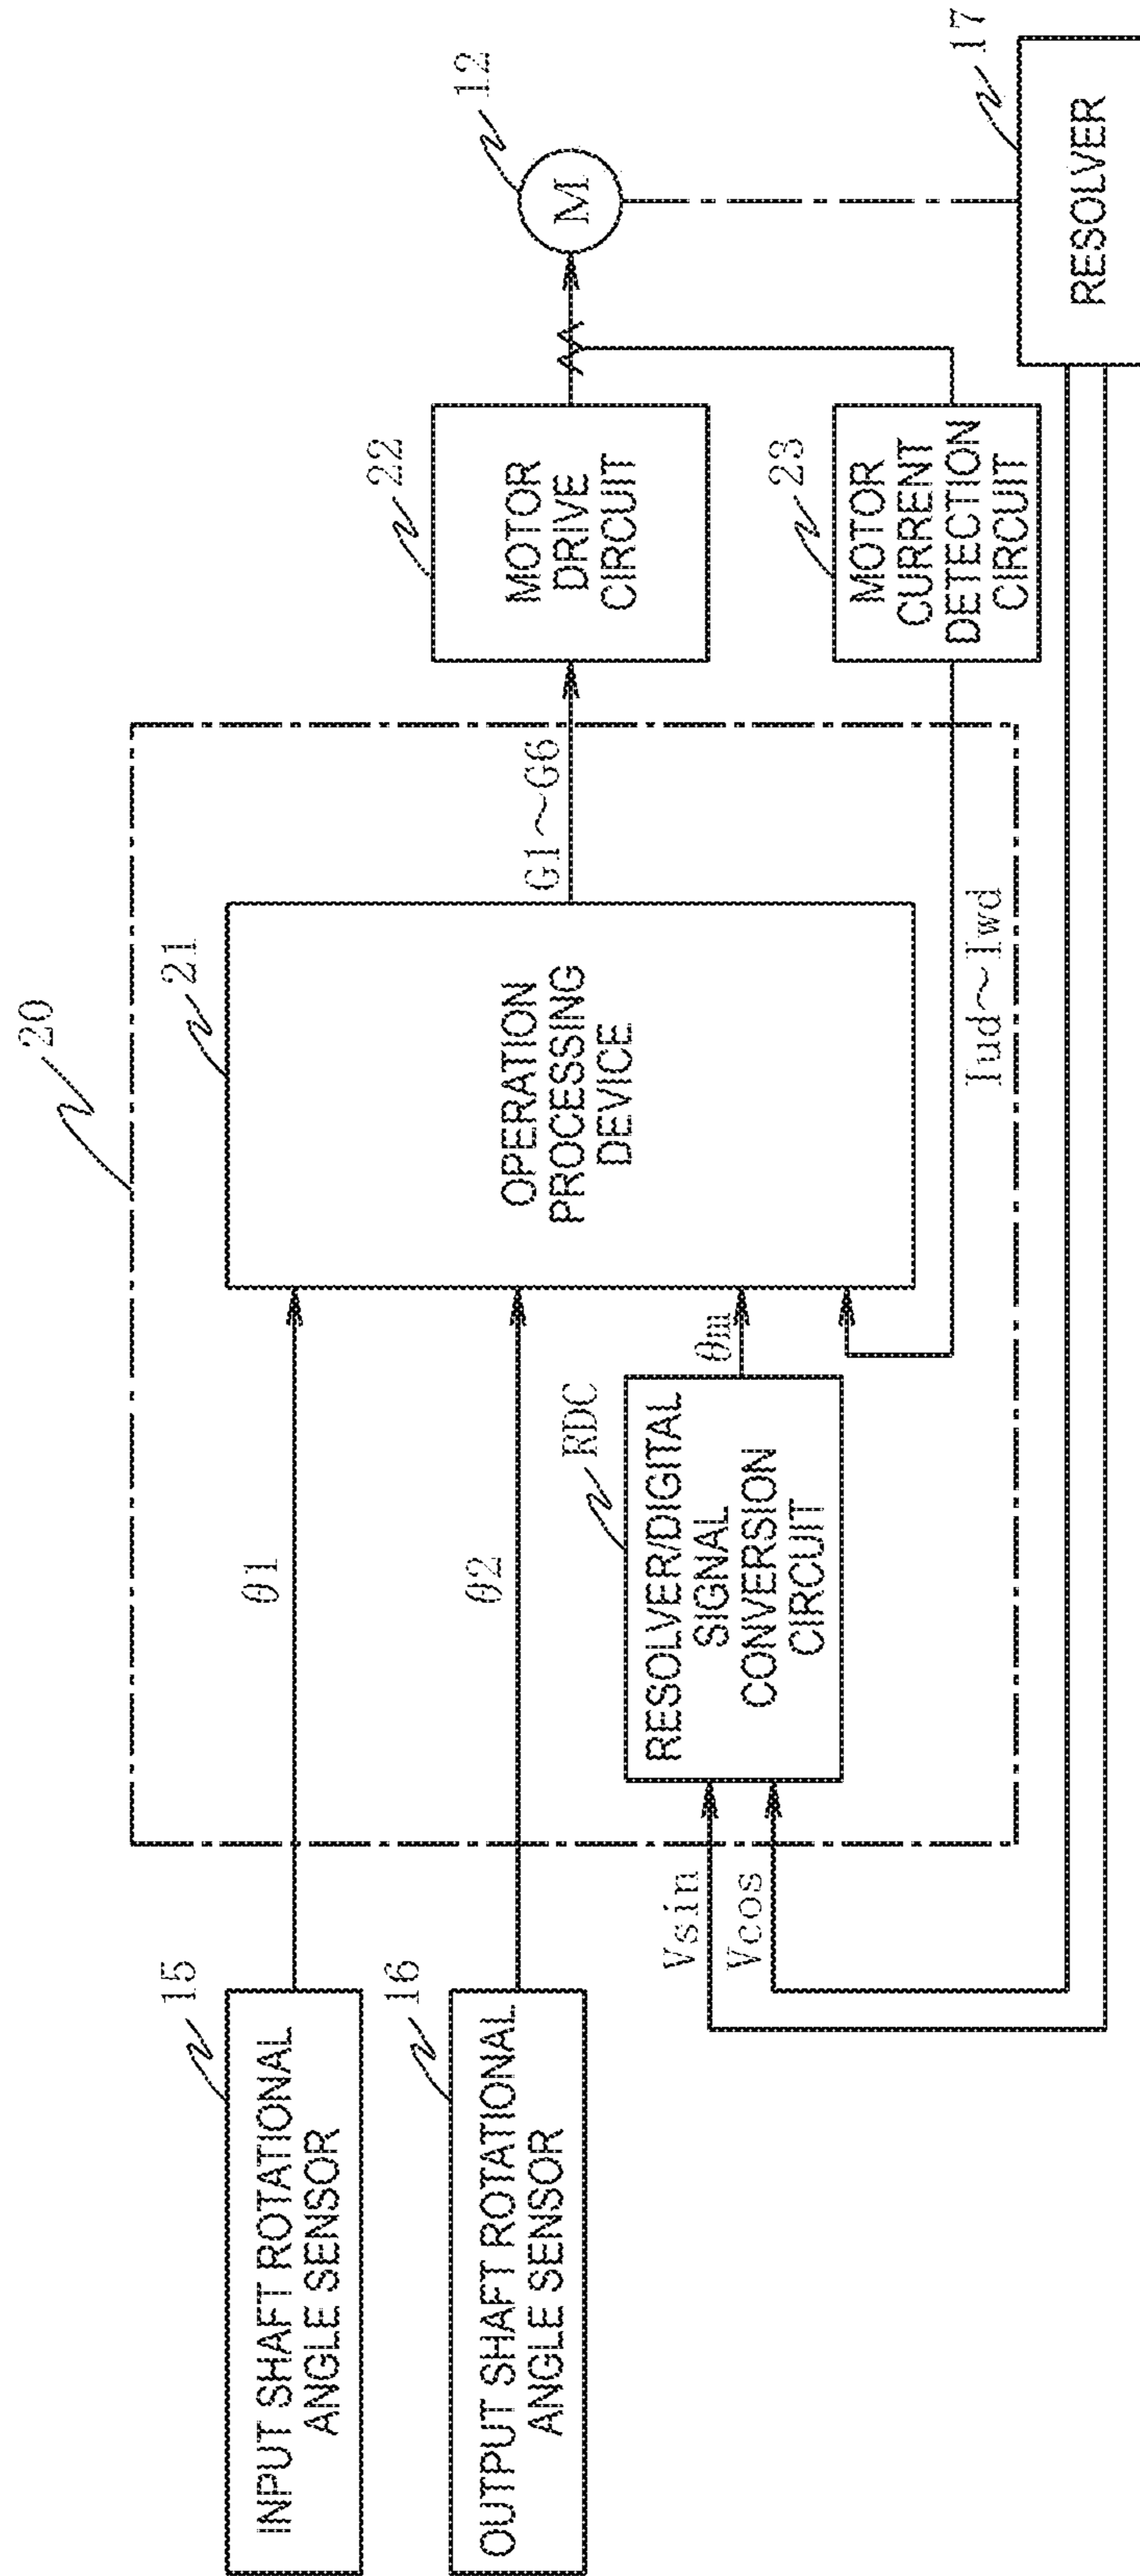 20
15
INPUT SHAFT ROTATIONAL
ANGLE SENSOR
θ1
21
OPERATION
PROCESSING
DEVICE
16
OUTPUT SHAFT ROTATIONAL
ANGLE SENSOR
θ2
G1～G6
22
MOTOR
DRIVE
CIRCUIT
12
M
RDC
RESOLVER/DIGITAL
SIGNAL
CONVERSION
CIRCUIT
θm
Vsin
Vcos
Iud～Iwd
23
MOTOR
CURRENT
DETECTION
CIRCUIT
17
RESOLVER